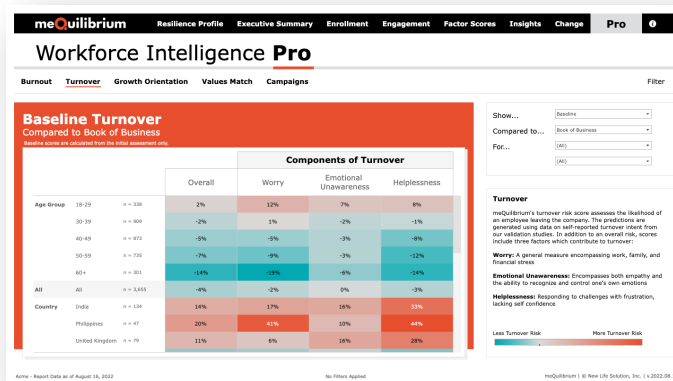 meQuilibrium Resilience Profile Executive Summary Enrollment Engagement Factor Scores Insights Change Pro i
Workforce Intelligence Pro
Burnout Turnover Growth Orientation Values Match Campaigns Filter
Baseline Turnover
Compared to Book of Business
Baseline scores are calculated from the initial assessment only.
Components of Turnover
Overall Worry Emotional Unawareness Helplessness
Age Group 18-29 n = 338 2% 12% 7% 8%
30-39 n = 909 -2% 1% -2% -1%
40-49 n = 873 -5% -5% -3% -8%
50-59 n = 735 -7% -9% -3% -12%
60+ n = 301 -14% -19% -6% -14%
All All n = 3,655 -4% -2% 0% -3%
Country India n = 134 14% 17% 16% 33%
Philippines n = 47 20% 41% 10% 44%
United Kingdom n = 79 11% 6% 16% 28%
Show... Baseline
Compared to... Book of Business
For... (All)
(All)
Turnover
meQuilibrium's turnover risk score assesses the likelihood of
an employee leaving the company. The predictions are
generated using data on self-reported turnover intent from
our validation studies. In addition to an overall risk, scores
include three factors which contribute to turnover:
Worry: A general measure encompassing work, family, and
financial stress
Emotional Unawareness: Encompasses both empathy and
the ability to recognize and control one's own emotions
Helplessness: Responding to challenges with frustration,
lacking self confidence
Less Turnover Risk More Turnover Risk
Acme - Report Data as of August 18, 2022 No Filters Applied meQuilibrium | © New Life Solution, Inc. | v.2022.08.